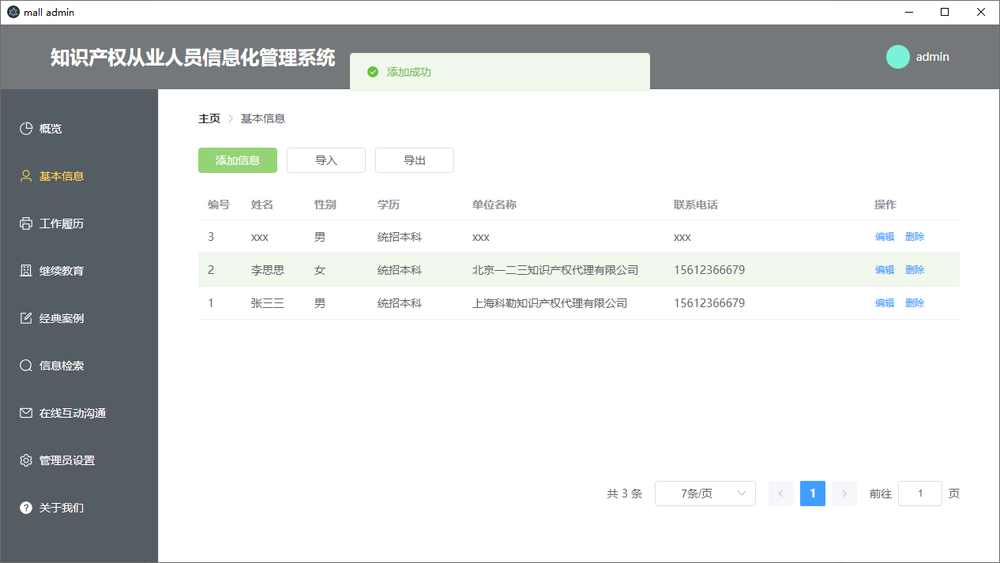 mall admin
知识产权从业人员信息化管理系统
添加成功
admin
概览
基本信息
工作履历
继续教育
经典案例
信息检索
在线互动沟通
管理员设置
关于我们
主页 基本信息
添加信息 导入 导出
编号 姓名 性别 学历 单位名称 联系电话 操作
3 xxx 男 统招本科 xxx xxx 编辑 删除
2 李思思 女 统招本科 北京一二三知识产权代理有限公司 15612366679 编辑 删除
1 张三三 男 统招本科 上海科勒知识产权代理有限公司 15612366679 编辑 删除
共 3 条 7条/页 1 前往 1 页